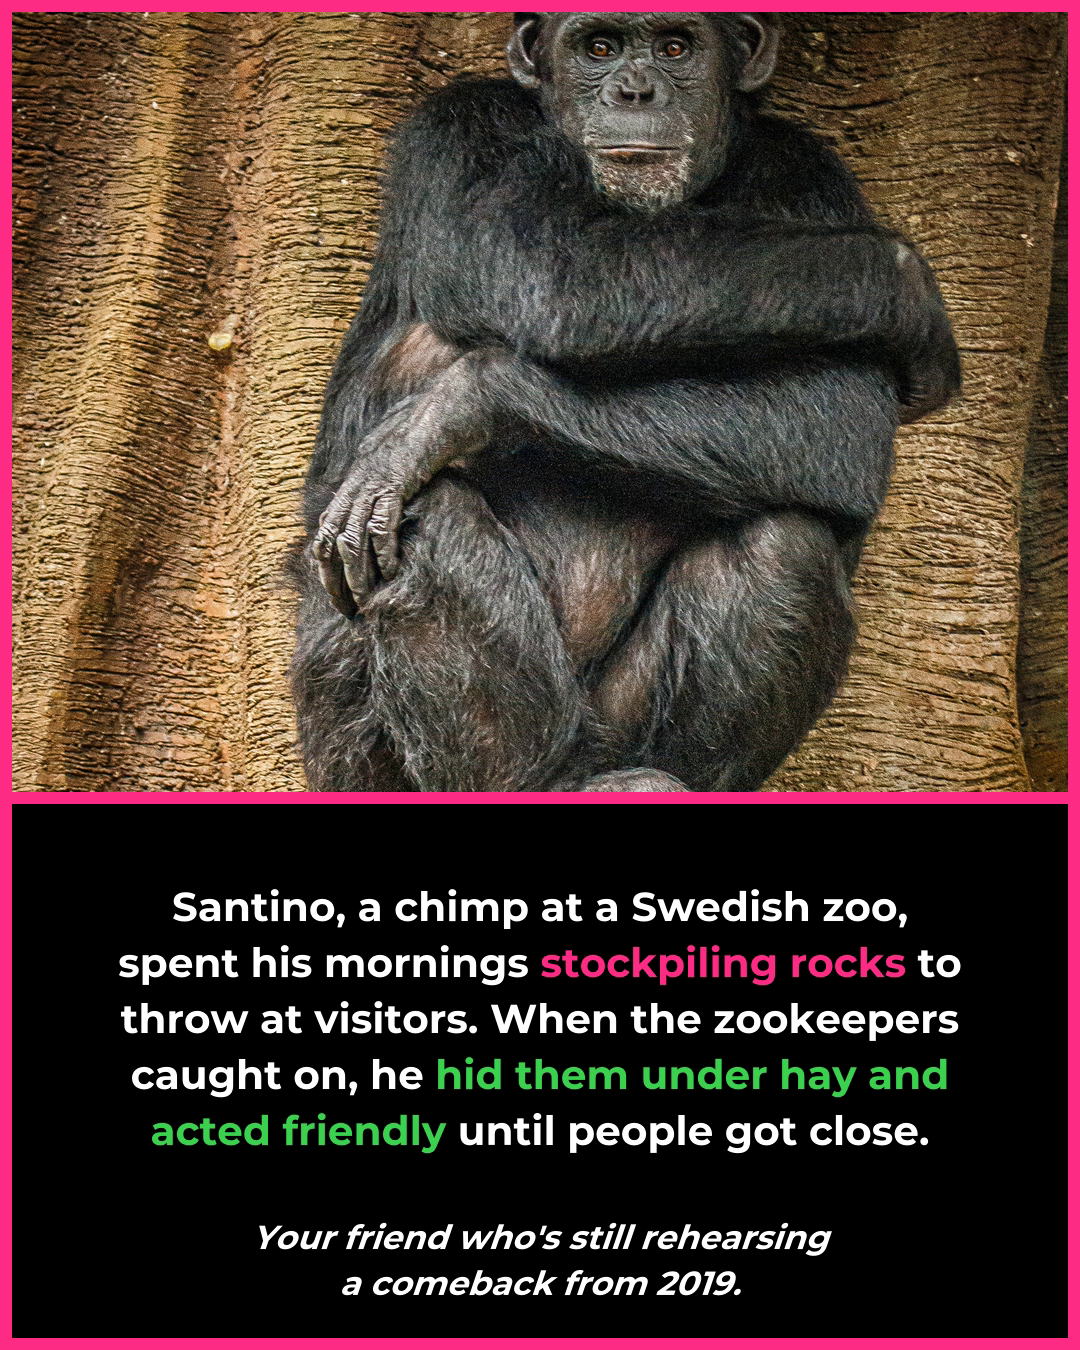 Santino, a chimp at a Swedish zoo,
spent his mornings stockpiling rocks to
throw at visitors. When the zookeepers
caught on, he hid them under hay and
acted friendly until people got close.
Your friend who's still rehearsing
a comeback from 2019.